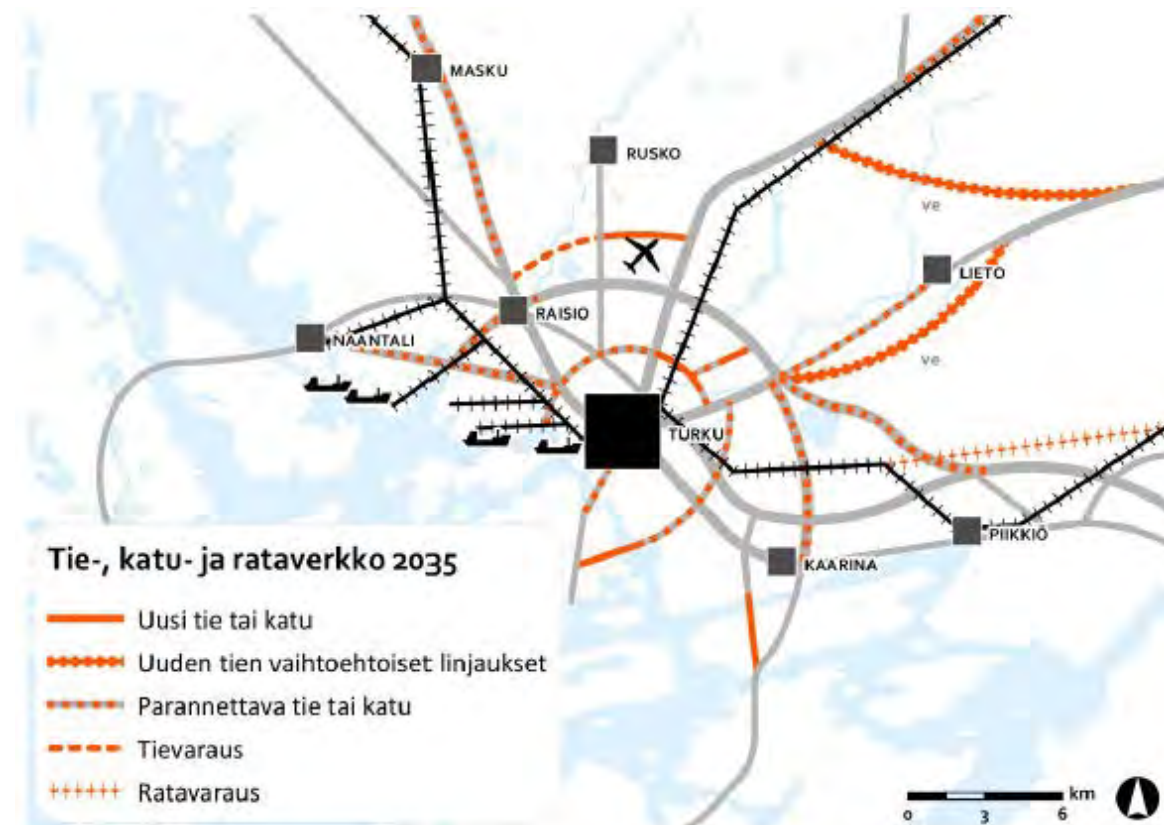 MASKU
RUSKO
ve
LIETO
RAISIO
NAANTALI
ve
TURKU
PIIKKIÖ
KAARINA
Tie-, katu- ja rataverkko 2035
Uusi tie tai katu
Uuden tien vaihtoehtoiset linjaukset
Parannettava tie tai katu
Tievaraus
Ratavaraus
km
0 3 6